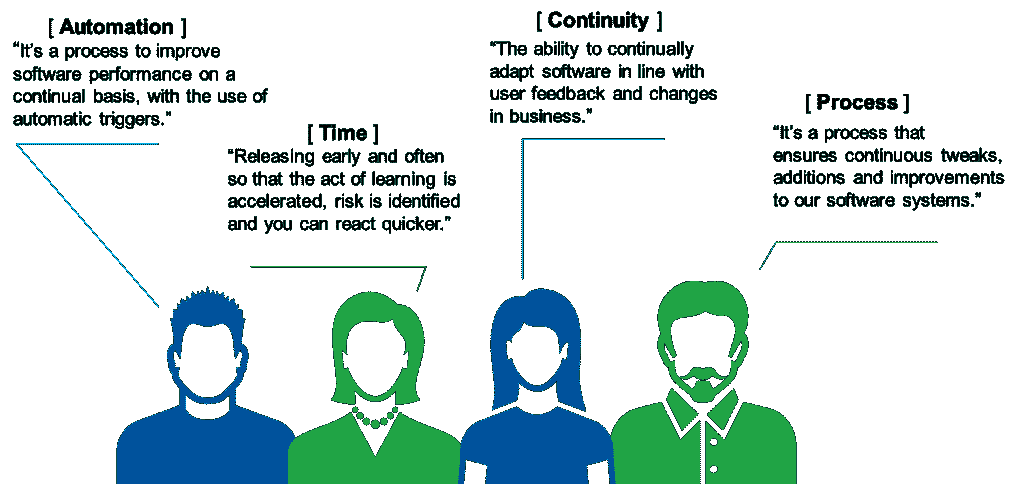 [ Automation ]
“It’s a process to improve
software performance on a
continual basis, with the use of
automatic triggers.”
[ Time ]
“Releasing early and often
so that the act of learning is
accelerated, risk is identified
and you can react quicker.”
[ Continuity ]
“The ability to continually
adapt software in line with
user feedback and changes
in business.”
[ Process ]
“It’s a process that
ensures continuous tweaks,
additions and improvements
to our software systems.”